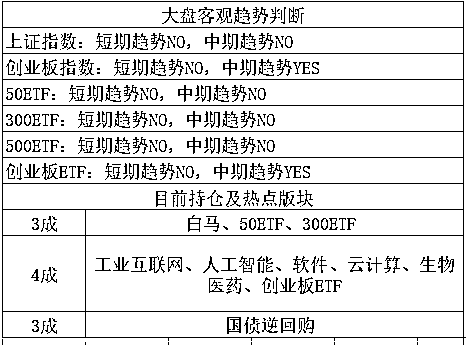 大盘客观趋势判断
上证指数：短期趋势NO，中期趋势NO
创业板指数：短期趋势NO，中期趋势YES
50ETF：短期趋势NO，中期趋势NO
300ETF：短期趋势NO，中期趋势NO
500ETF：短期趋势NO，中期趋势NO
创业板ETF：短期趋势NO，中期趋势YES
目前持仓及热点版块
3成 白马、50ETF、300ETF
4成 工业互联网、人工智能、软件、云计算、生物
医药、创业板ETF
3成 国债逆回购